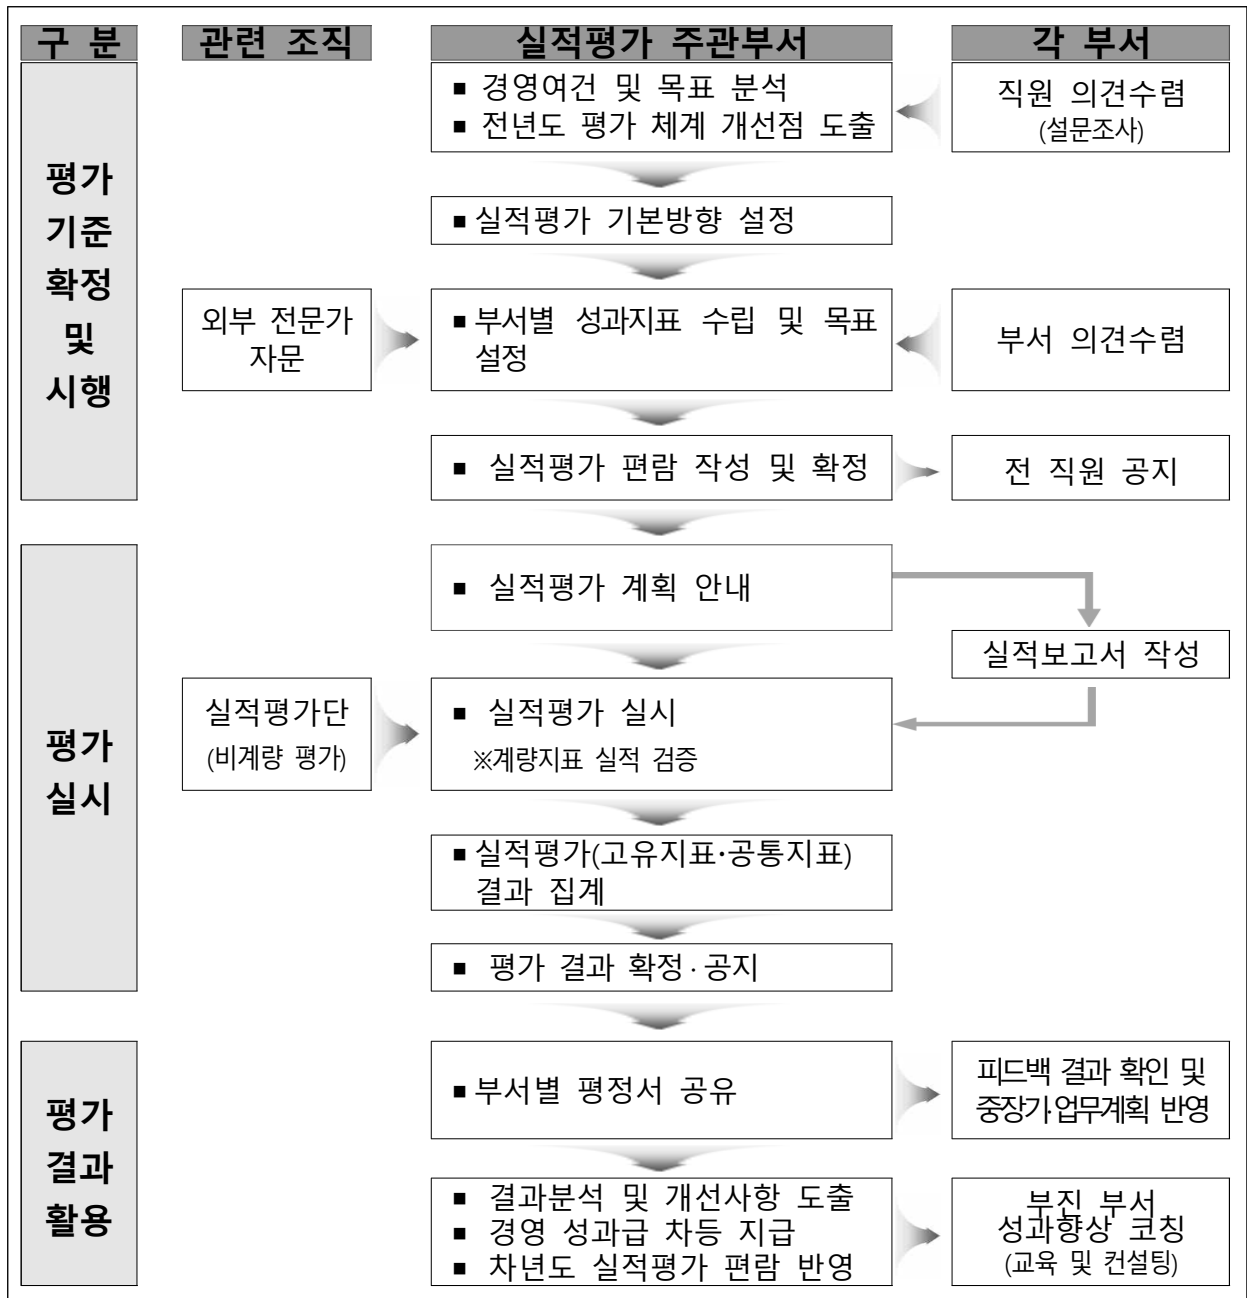 구 분
관련 조직
실적평가 주관부서
각 부서
평가
기준
확정
및
시행
■ 경영여건 및 목표 분석
■ 전년도 평가 체계 개선점 도출
직원 의견수렴
(설문조사)
■ 실적평가 기본방향 설정
외부 전문가
자문
■ 부서별 성과지표 수립 및 목표
설정
부서 의견수렴
■ 실적평가 편람 작성 및 확정
전 직원 공지
평가
실시
■ 실적평가 계획 안내
실적보고서 작성
실적평가단
(비계량 평가)
■ 실적평가 실시
※계량지표 실적 검증
■ 실적평가(고유지표·공통지표)
결과 집계
■ 평가 결과 확정·공지
평가
결과
활용
■ 부서별 평정서 공유
피드백 결과 확인 및
중장기·업무계획 반영
■ 결과분석 및 개선사항 도출
■ 경영 성과급 차등 지급
■ 차년도 실적평가 편람 반영
부진 부서
성과향상 코칭
(교육 및 컨설팅)